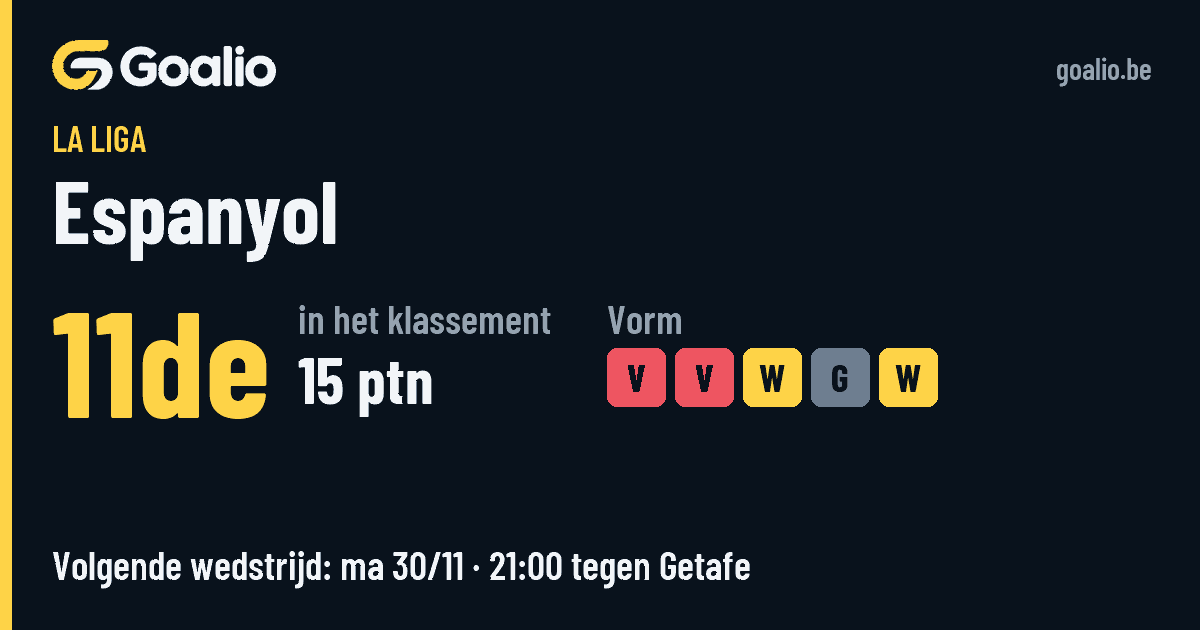 Goalio
goalio.be
LA LIGA
Espanyol
11de
in het klassement
15 ptn
Vorm
V V W G W
Volgende wedstrijd: ma 30/11 · 21:00 tegen Getafe